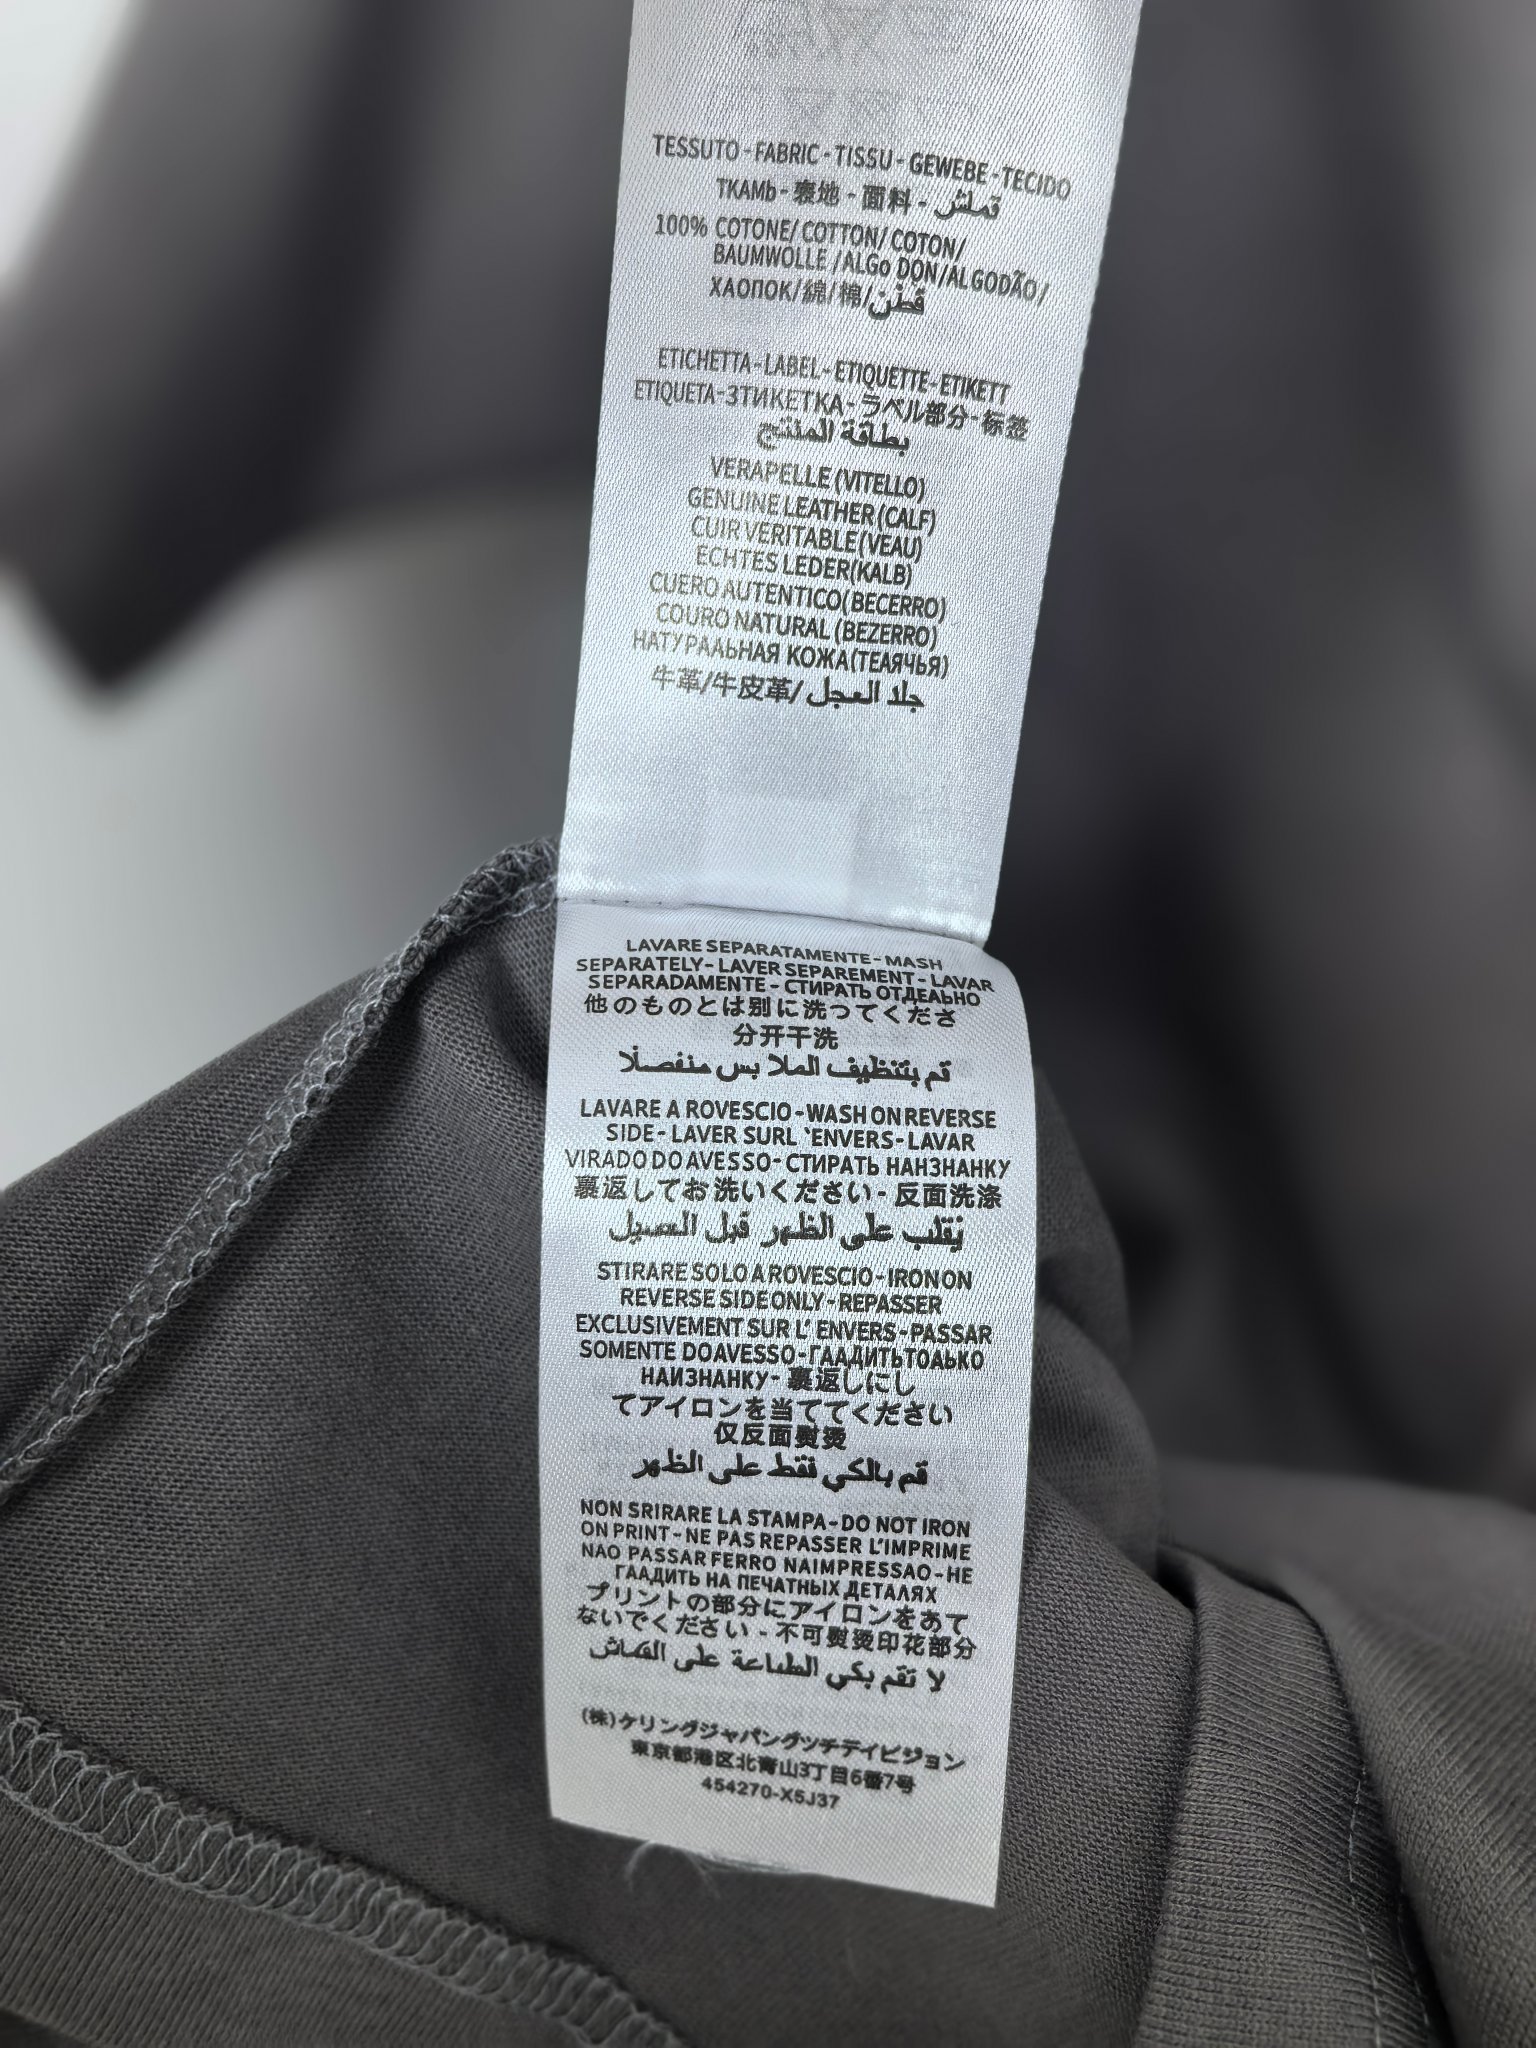 TESSUTO-FABRIC-TISSU-GEWEBE-TECIDO
TKAMb-表地-面料-قملش
100% COTONE/COTTON/COTON/
BAUMWOLLE/ALGo DON/ALGODÃO/
ХАОПОК/綿/棉/قطن
ETICHETTA-LABEL-ETIQUETTE-ETIKETT
ETIQUETA-ЗТИКЕТКА-ラベル部分-标签
بطاقة المنتج
VERAPELLE(VITELLO)
GENUINE LEATHER(CALF)
CUIR VERITABLE(VEAU)
ECHTES LEDER(KALB)
CUERO AUTENTICO(BECERRO)
COURO NATURAL (BEZERRO)
НАТУРААЬНАЯ КОЖА(ТЕАЯЧЬЯ)
牛革/牛皮革/جلد العجل
LAVARE SEPARATAMENTE-MASH
SEPARATELY-LAVER SEPAREMENT-LAVAR
SEPARADAMENTE-СТИРАТЬ ОТДЕАЬНО
他のものとは別に洗ってくださ
分开干洗
تم بتنظيف الملا بس منفصلا
LAVARE A ROVESCIO-WASH ON REVERSE
SIDE-LAVER SURL 'ENVERS-LAVAR
VIRADO DO AVESSO-СТИРАТЬ НАНЗНАНКУ
裏返してお洗いください-反面洗涤
نقلب على الظهر قبل الغسيل
STIRARE SOLO A ROVESCIO-IRON ON
REVERSE SIDE ONLY-REPASSER
EXCLUSIVEMENT SUR L' ENVERS-PASSAR
SOMENTE DOAVESSO-ГААДИТЬТОАЬКО
НАИЗНАНКУ-裏返しにし
てアイロンを当ててください
仅反面熨烫
قم بالكي نقط على الظهر
NON SRIRARE LA STAMPA-DO NOT IRON
ON PRINT-NE PAS REPASSER L'IMPRIME
NAO PASSAR FERRO NAIMPRESSAO-НЕ
ГААДИТЬ НА ПЕЧАТНЫХ ДЕТАЛЯХ
プリントの部分にアイロンをあて
ないでください-不可熨烫印花部分
لا تقم بكي الطباعة على القماش
(株)ケリングジャパングッチデイビジョン
東京都港区北青山3丁目6番7号
454270-X5J37